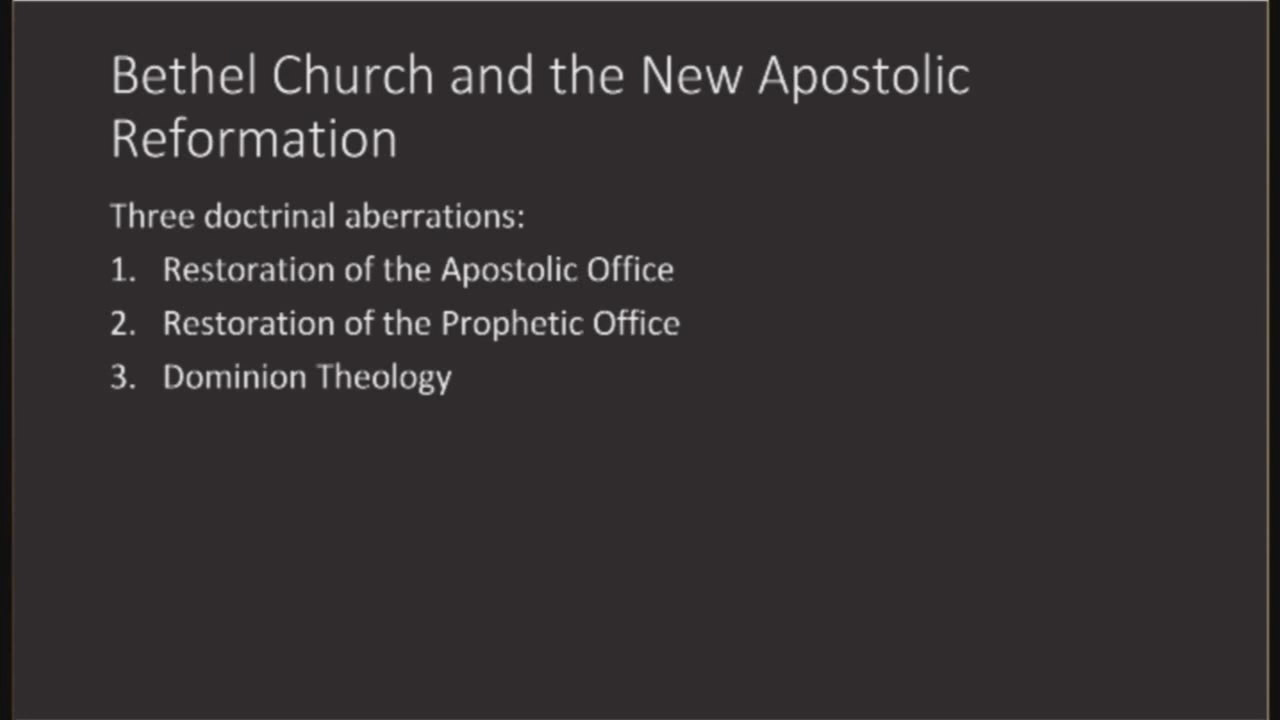 Bethel Church and the New Apostolic
Reformation
Three doctrinal aberrations:
1. Restoration of the Apostolic Office
2. Restoration of the Prophetic Office
3. Dominion Theology